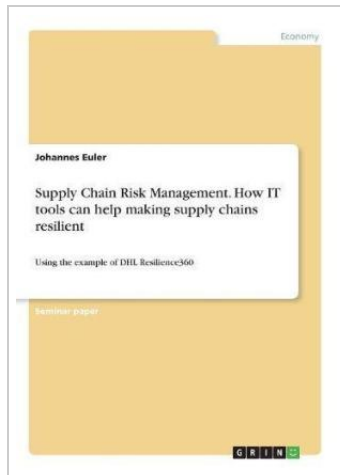 Economy
Johannes Euler
Supply Chain Risk Management. How IT
tools can help making supply chains
resilient
Using the example of DHL Resilience360
Seminar paper
GRIN